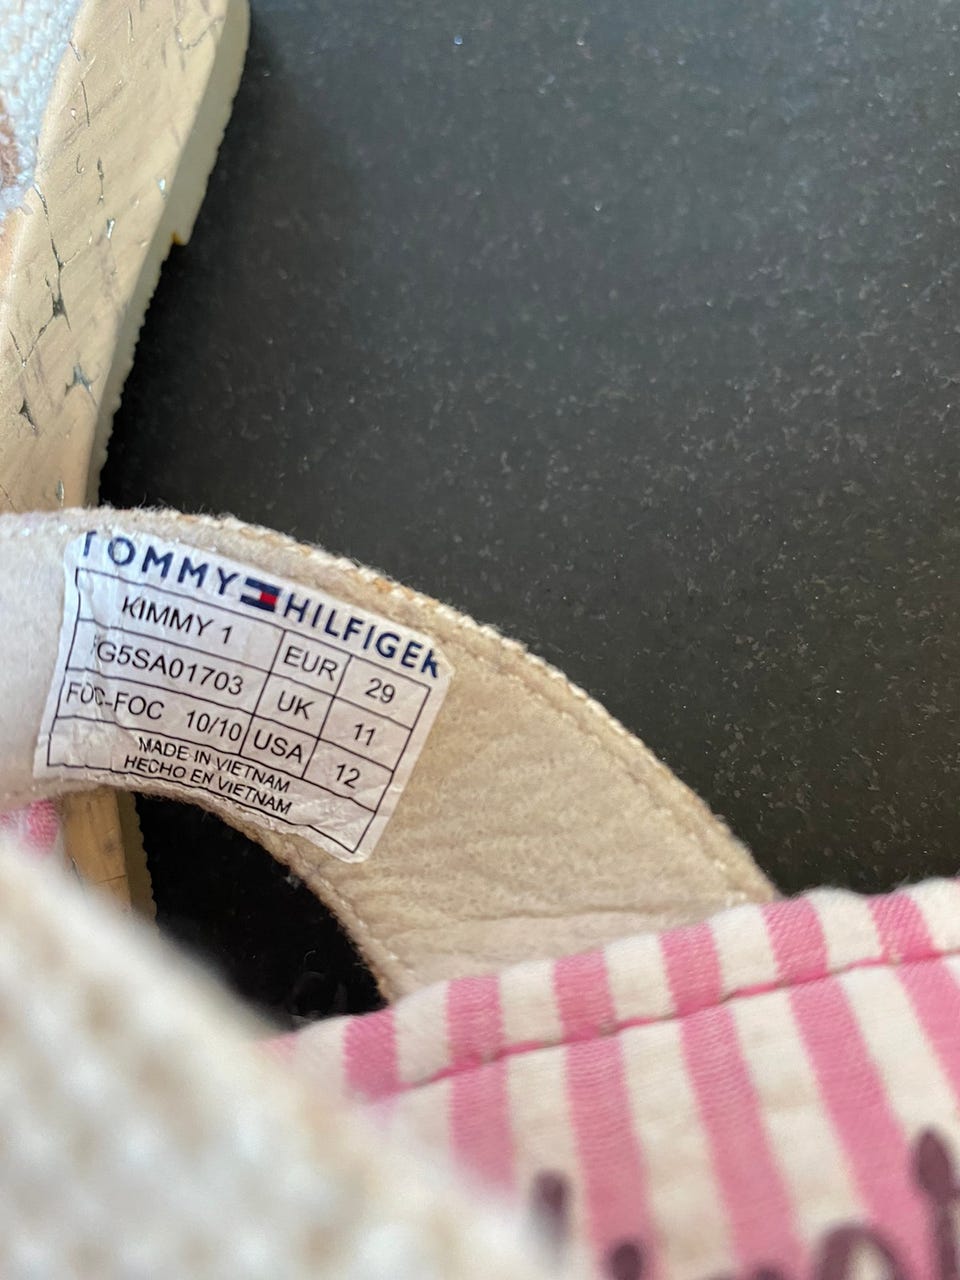 TOMMY HILFIGER
KIMMY 1
FG5SA01703
FOC-FOC 10/10
EUR 29
UK 11
USA 12
MADE IN VIETNAM
HECHO EN VIETNAM